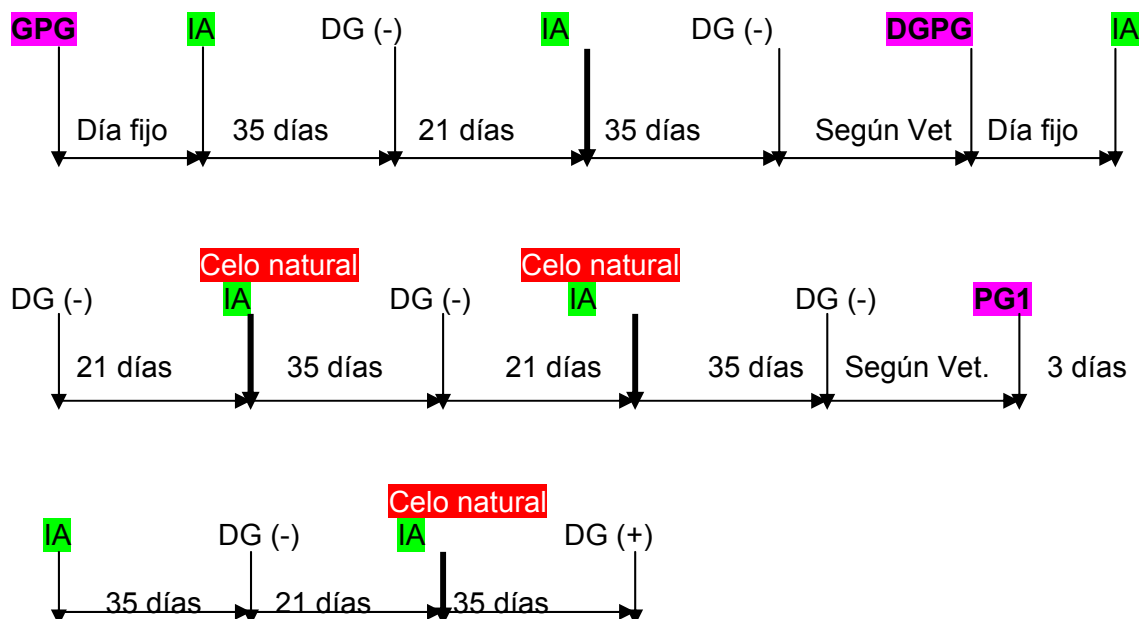 GPG IA DG (-) IA DG (-) DGPG IA
Día fijo 35 días 21 días 35 días Según Vet Día fijo
Celo natural Celo natural
DG (-) IA DG (-) IA DG (-) PG1
21 días 35 días 21 días 35 días Según Vet. 3 días
Celo natural
IA DG (-) IA DG (+)
35 días 21 días 35 días